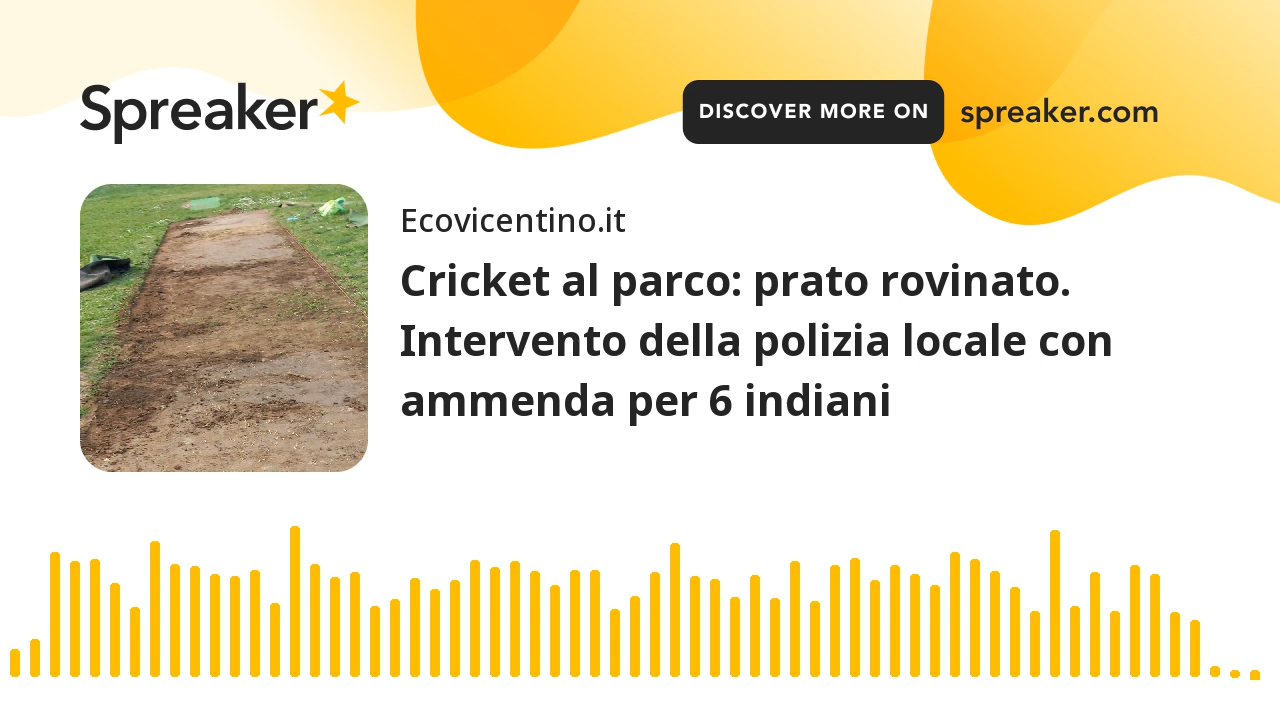 Spreaker
DISCOVER MORE ON spreaker.com
Ecovicentino.it
Cricket al parco: prato rovinato.
Intervento della polizia locale con
ammenda per 6 indiani